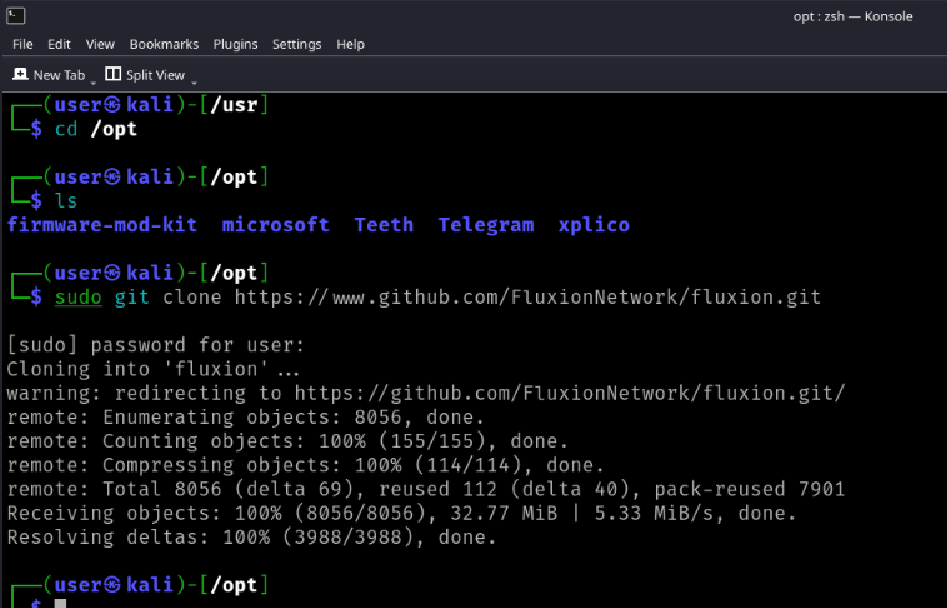 opt : zsh — Konsole
File Edit View Bookmarks Plugins Settings Help
New Tab Split View
┌──(user㉿kali)-[/usr]
└─$ cd /opt
┌──(user㉿kali)-[/opt]
└─$ ls
firmware-mod-kit microsoft Teeth Telegram xplico
┌──(user㉿kali)-[/opt]
└─$ sudo git clone https://www.github.com/FluxionNetwork/fluxion.git
[sudo] password for user:
Cloning into 'fluxion'...
warning: redirecting to https://github.com/FluxionNetwork/fluxion.git/
remote: Enumerating objects: 8056, done.
remote: Counting objects: 100% (155/155), done.
remote: Compressing objects: 100% (114/114), done.
remote: Total 8056 (delta 69), reused 112 (delta 40), pack-reused 7901
Receiving objects: 100% (8056/8056), 32.77 MiB | 5.33 MiB/s, done.
Resolving deltas: 100% (3988/3988), done.
┌──(user㉿kali)-[/opt]
└─$